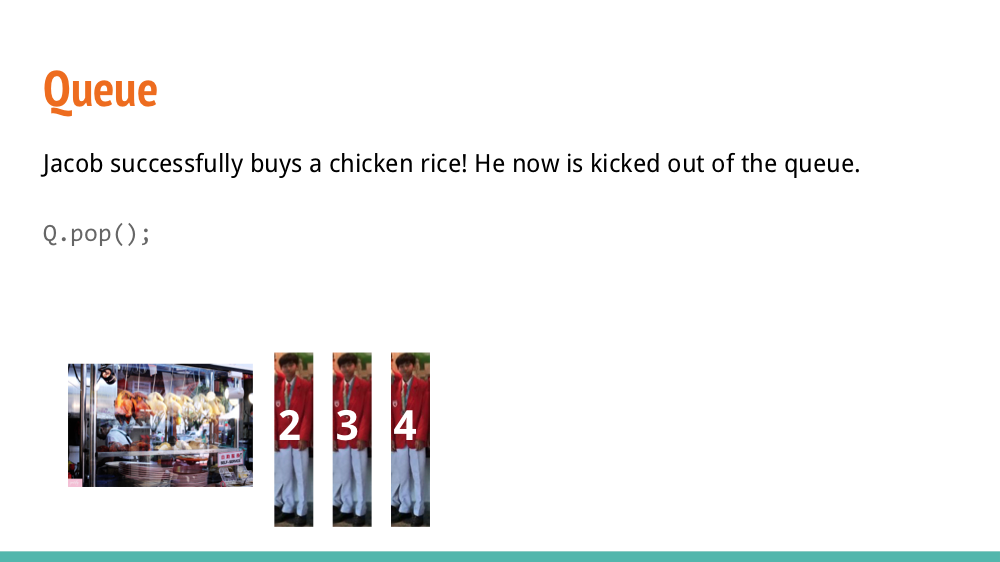 Queue
Jacob successfully buys a chicken rice! He now is kicked out of the queue.
Q.pop();
2 3 4